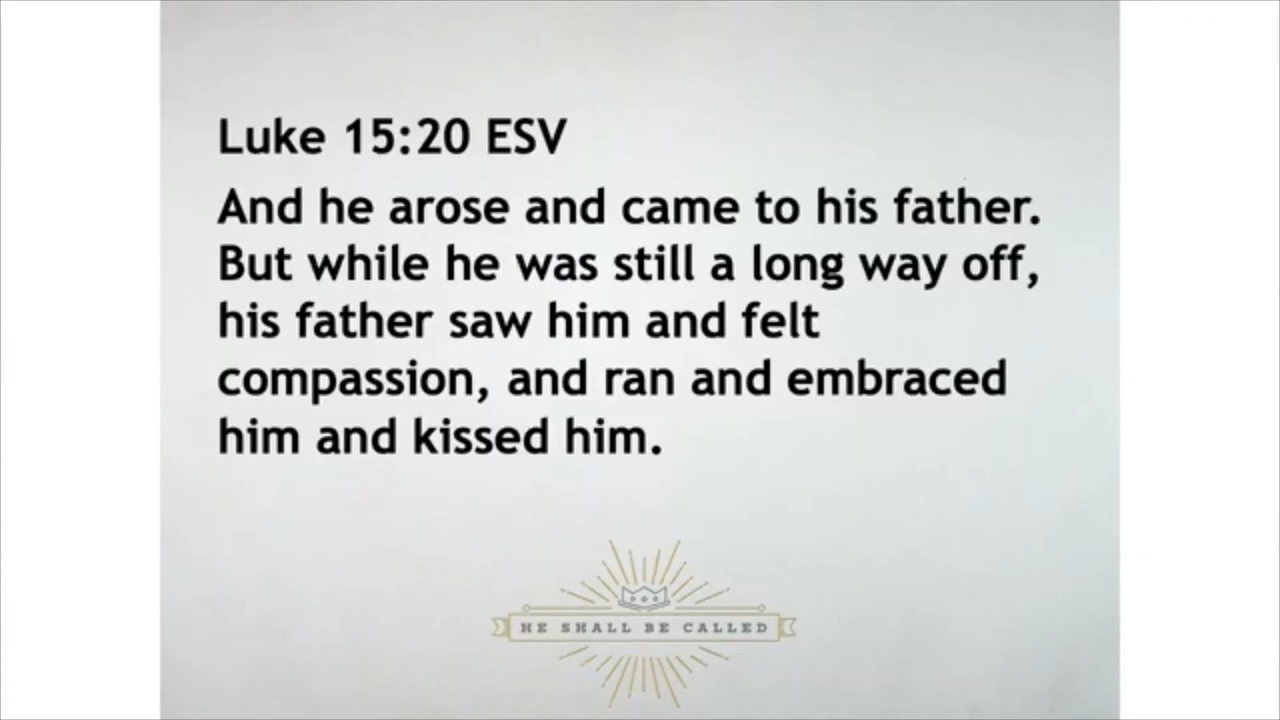 Luke 15:20 ESV
And he arose and came to his father.
But while he was still a long way off,
his father saw him and felt
compassion, and ran and embraced
him and kissed him.
HE SHALL BE CALLED